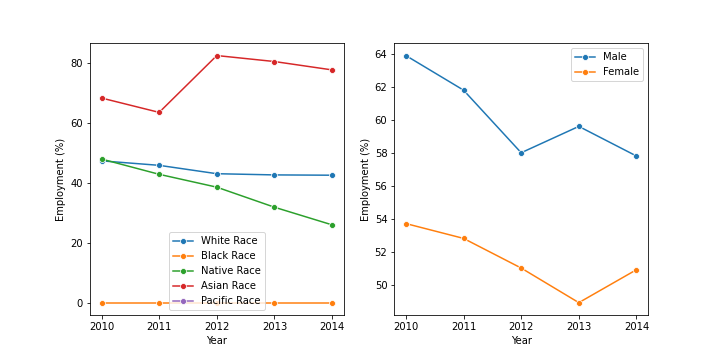 80
60
40
20
0
Employment (%)
White Race
Black Race
Native Race
Asian Race
Pacific Race
2010 2011 2012 2013 2014
Year
64
62
60
58
56
54
52
50
Employment (%)
Male
Female
2010 2011 2012 2013 2014
Year